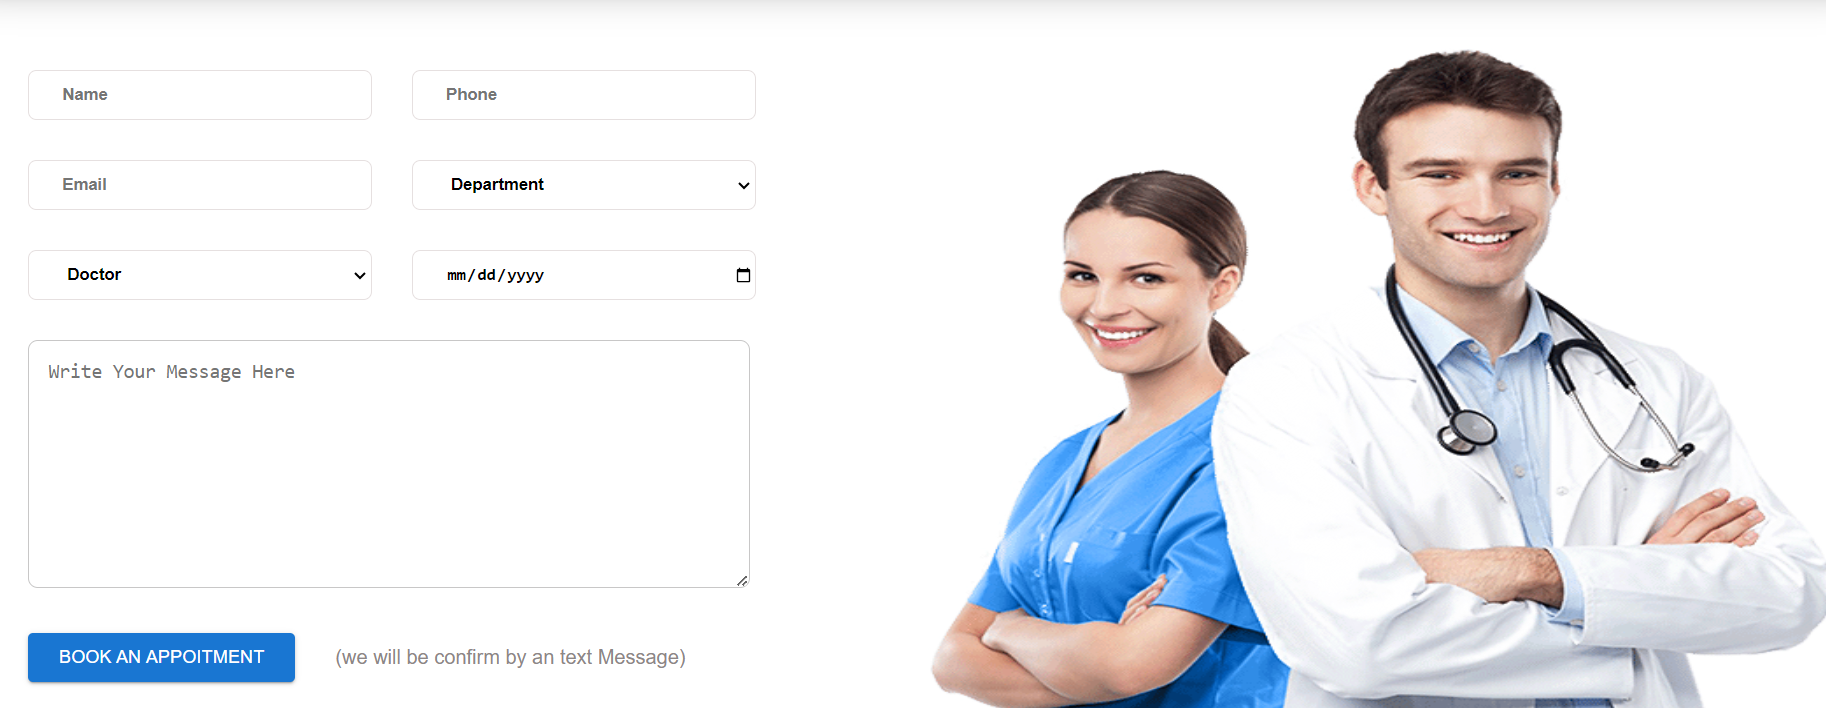 Name
Phone
Email
Department
Doctor
mm/dd/yyyy
Write Your Message Here
BOOK AN APPOITMENT
(we will be confirm by an text Message)